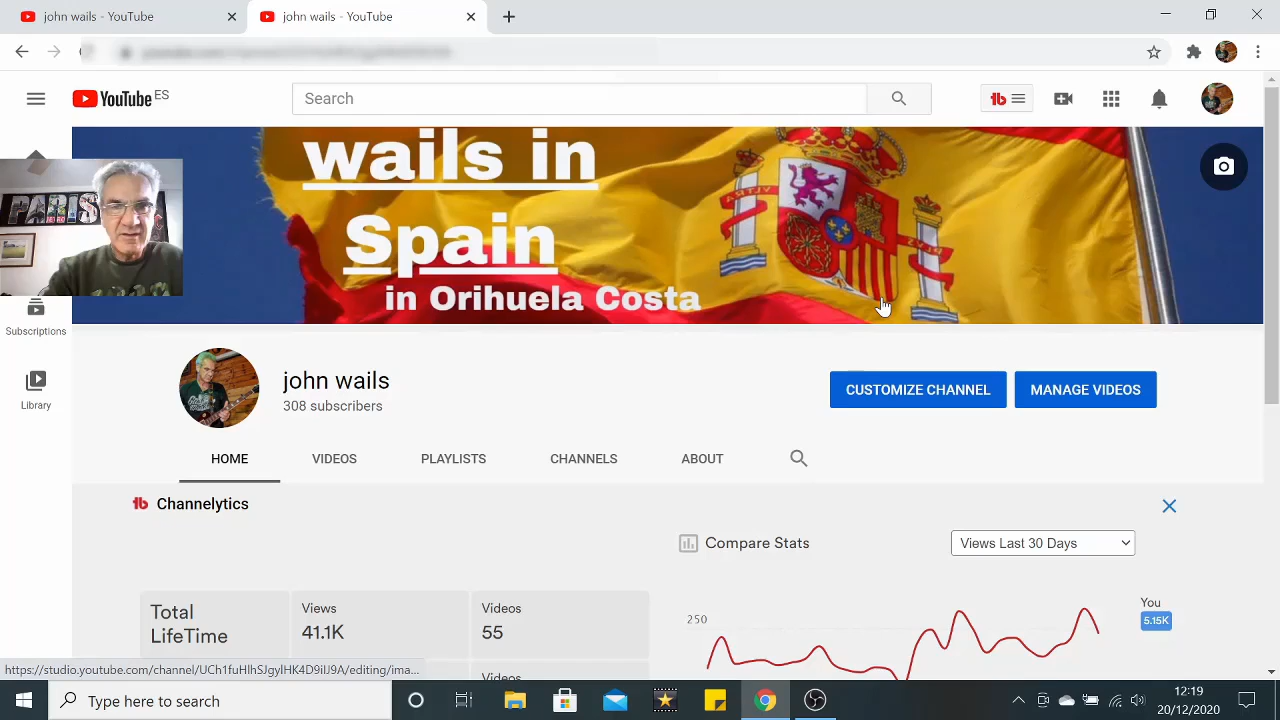 john wails - YouTube
john wails - YouTube
YouTube ES
Search
PARIS
wails in
Spain
in Orihuela Costa
Subscriptions
Library
john wails
308 subscribers
CUSTOMIZE CHANNEL
MANAGE VIDEOS
HOME
VIDEOS
PLAYLISTS
CHANNELS
ABOUT
Channelytics
Compare Stats
Views Last 30 Days
Total
LifeTime
Views
41.1K
Videos
55
250
You
5.15K
Videos
https://studio.youtube.com/channel/UCh1fuHlhSJgylHK4D9iIJ9A/editing/ima...
Type here to search
12:19
20/12/2020